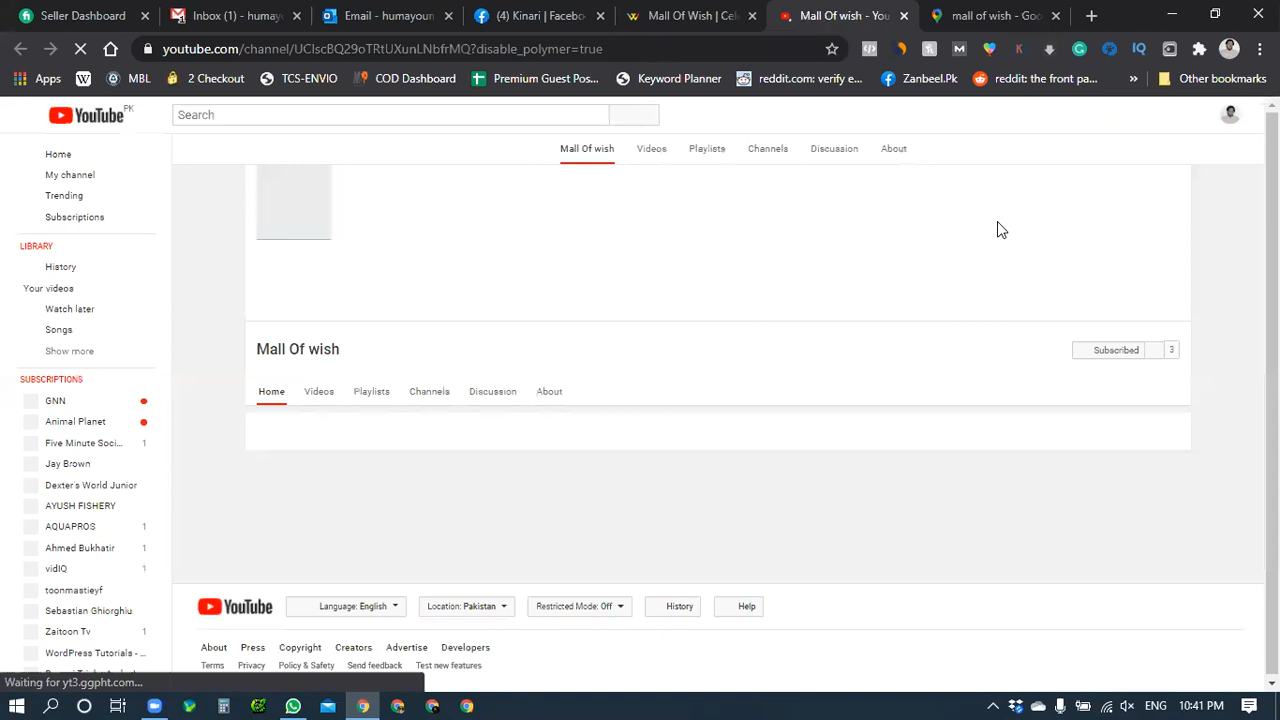 Seller Dashboard
Inbox (1) - humay
Email - humayoun
Kinari | Facebo
Mall Of Wish | Cel
Mall Of wish - You
mall of wish - Goo
youtube.com/channel/UCIscBQ29oTRtUXunLNbfrMQ?disable_polymer=true
Apps
MBL
2 Checkout
TCS-ENVIO
COD Dashboard
Premium Guest Pos...
Keyword Planner
reddit.com: verify e...
Zanbeel.Pk
reddit the front pa...
»
Other bookmarks
YouTube PK
Search
Mall Of wish Videos Playlists Channels Discussion About
Home
My channel
Trending
Subscriptions
LIBRARY
History
Your videos
Watch later
Songs
Show more
SUBSCRIPTIONS
GNN
Animal Planet
Five Minute Soci... 1
Jay Brown
Dexter's World Junior
AYUSH FISHERY
AQUAPROS 1
Ahmed Bukhatir 1
vidIQ 1
toonmastieyf
Sebastian Ghiorghiu
Zaitoon Tv 1
WordPress Tutorials - ...
Mall Of wish
Subscribed 3
Home Videos Playlists Channels Discussion About
YouTube
Language: English
Location: Pakistan
Restricted Mode: Off
History
Help
About Press Copyright Creators Advertise Developers
Terms Privacy Policy & Safety Send feedback Test new features
Waiting for yt3.ggpht.com...
ENG 10:41 PM